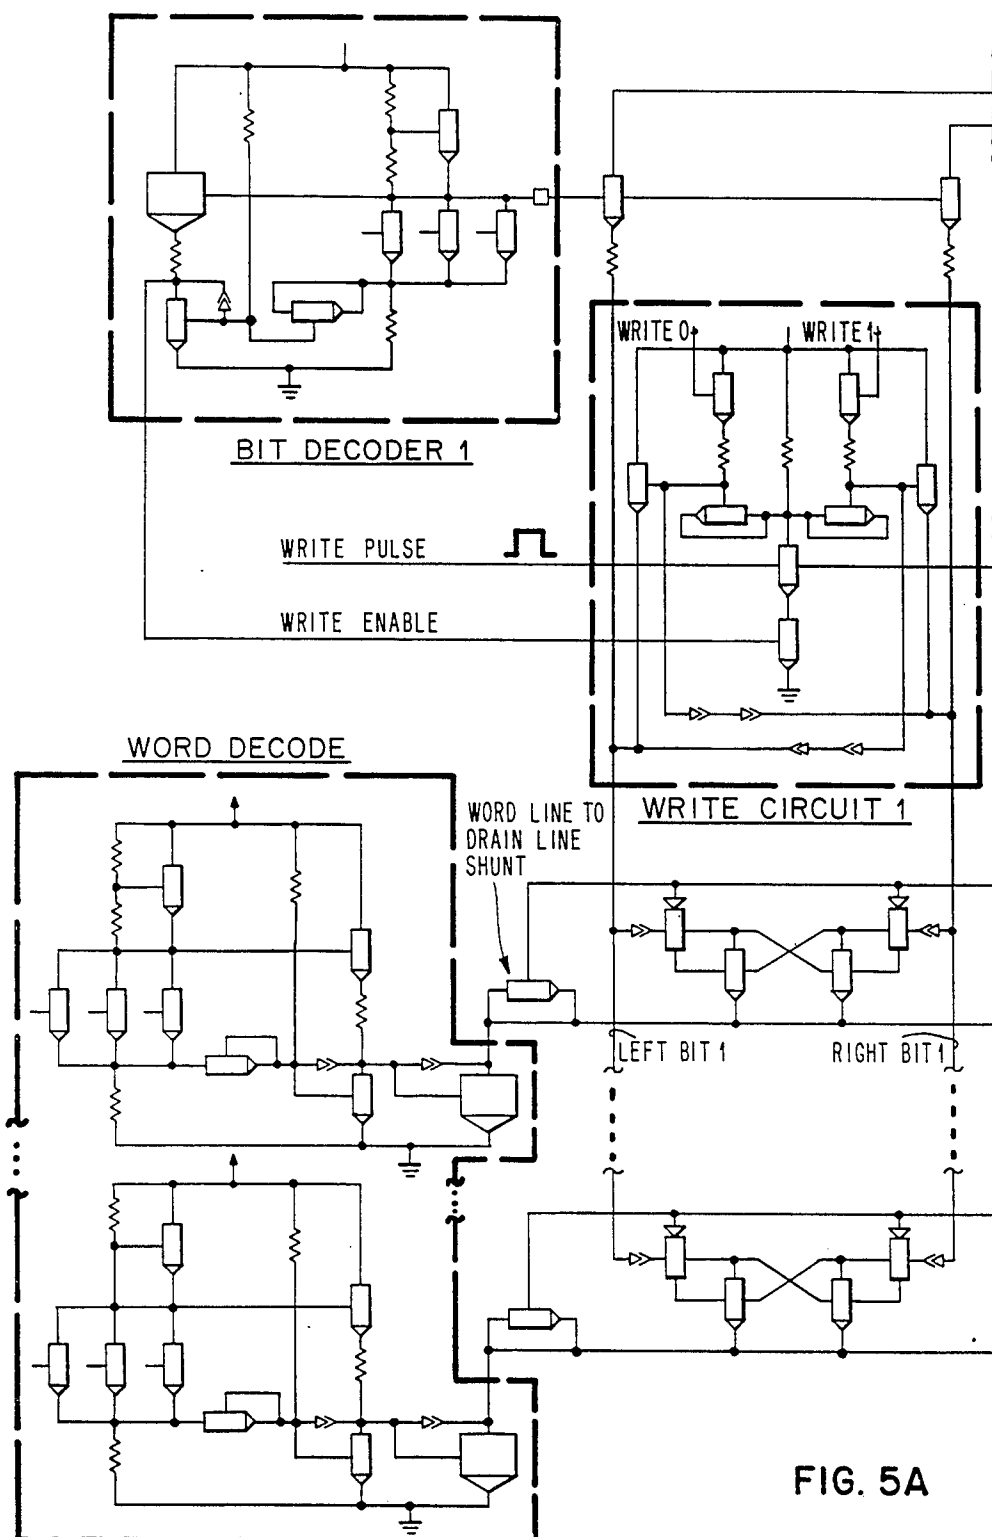 BIT DECODER 1
WRITE 0
WRITE 1
WRITE PULSE
WRITE ENABLE
WRITE CIRCUIT 1
WORD DECODE
WORD LINE TO
DRAIN LINE
SHUNT
LEFT BIT 1
RIGHT BIT 1
FIG. 5A